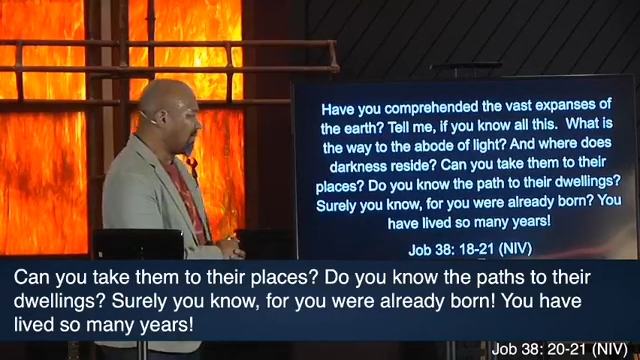 Have you comprehended the vast expanses of
the earth? Tell me, if you know all this. What is
the way to the abode of light? And where does
darkness reside? Can you take them to their
places? Do you know the path to their dwellings?
Surely you know, for you were already born? You
have lived so many years!
Job 38: 18-21 (NIV)
Can you take them to their places? Do you know the paths to their
dwellings? Surely you know, for you were already born! You have
lived so many years!
Job 38: 20-21 (NIV)